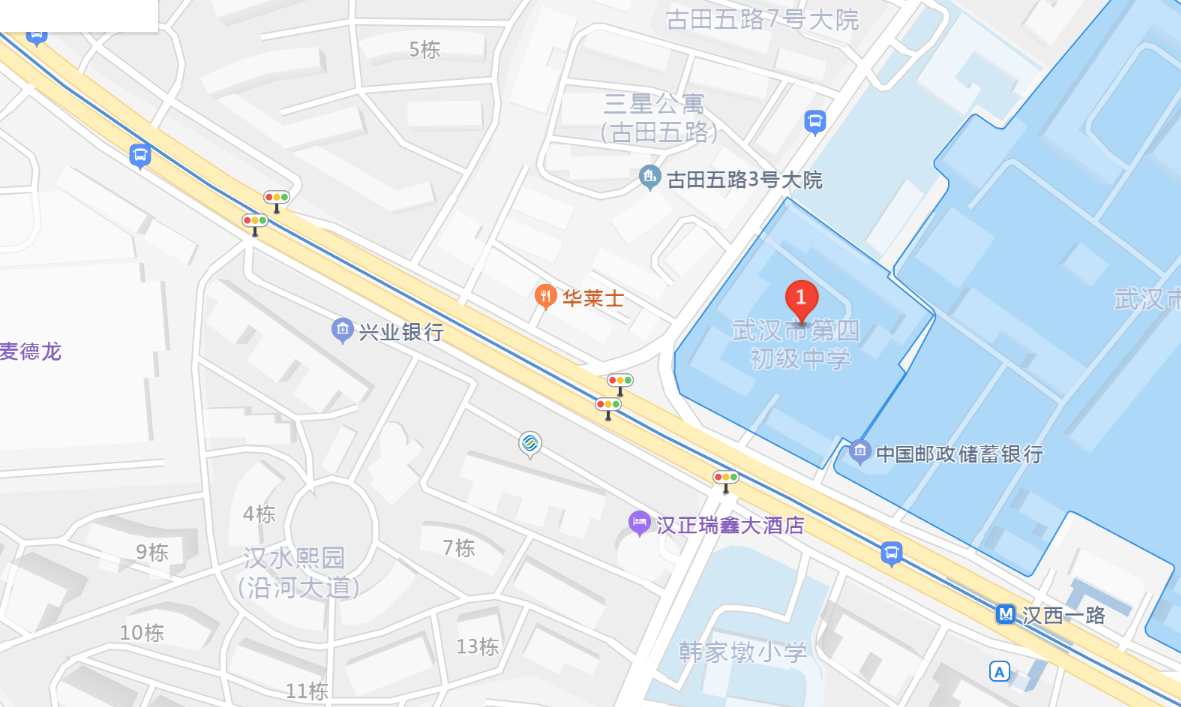 古田五路7号大院
5栋
三星公寓
(古田五路)
古田五路3号大院
华莱士
1
武汉市
武汉市第四
初级中学
兴业银行
麦德龙
中国邮政储蓄银行
4栋
汉正瑞鑫大酒店
9栋
汉水熙园
(沿河大道)
7栋
M
汉西一路
10栋
13栋
韩家墩小学
A
11栋